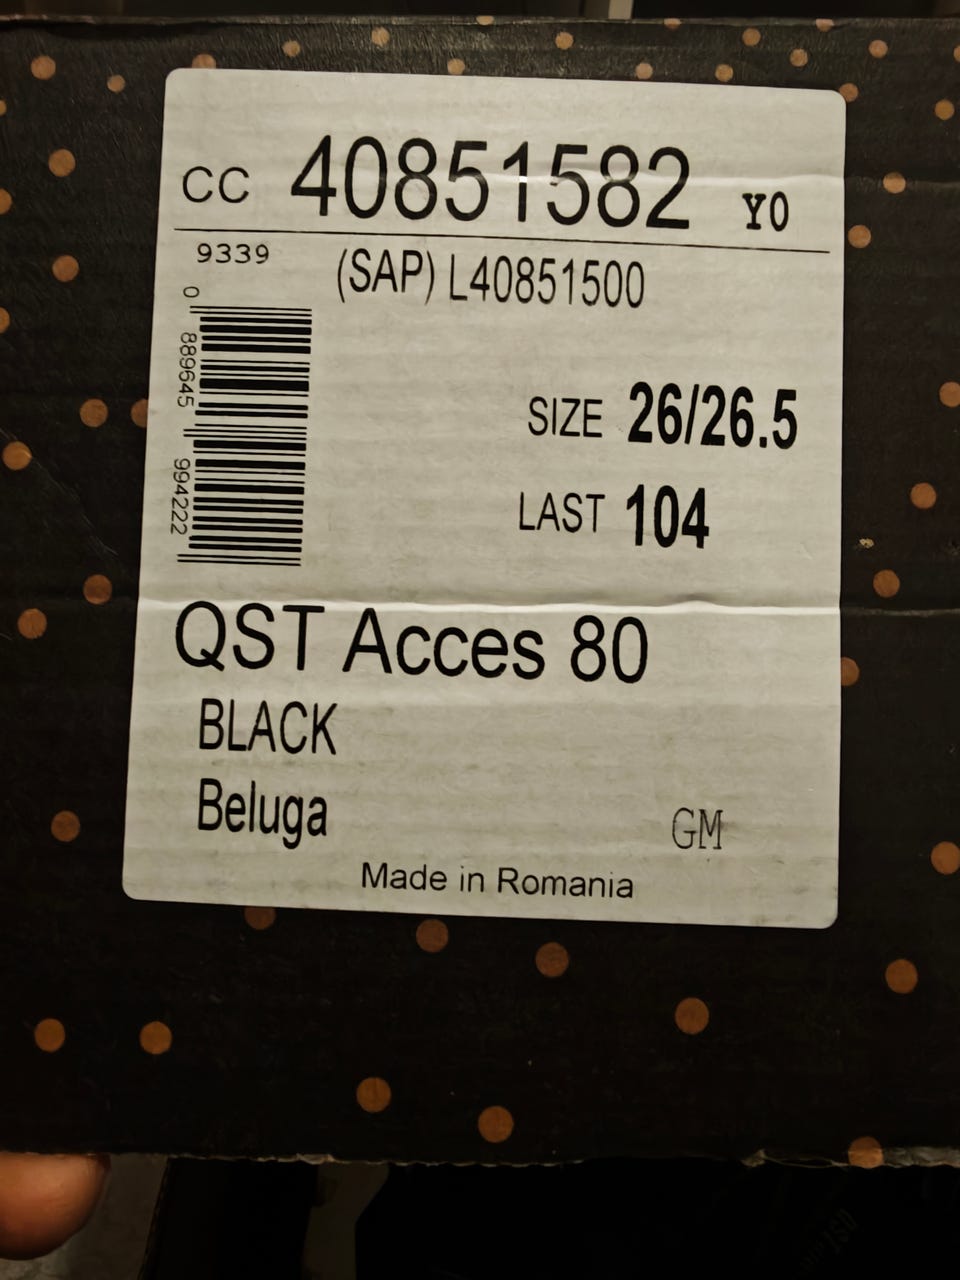 CC 40851582 Y0
9339
(SAP) L40851500
0 889645 994222
SIZE 26/26.5
LAST 104
QST Acces 80
BLACK
Beluga
GM
Made in Romania